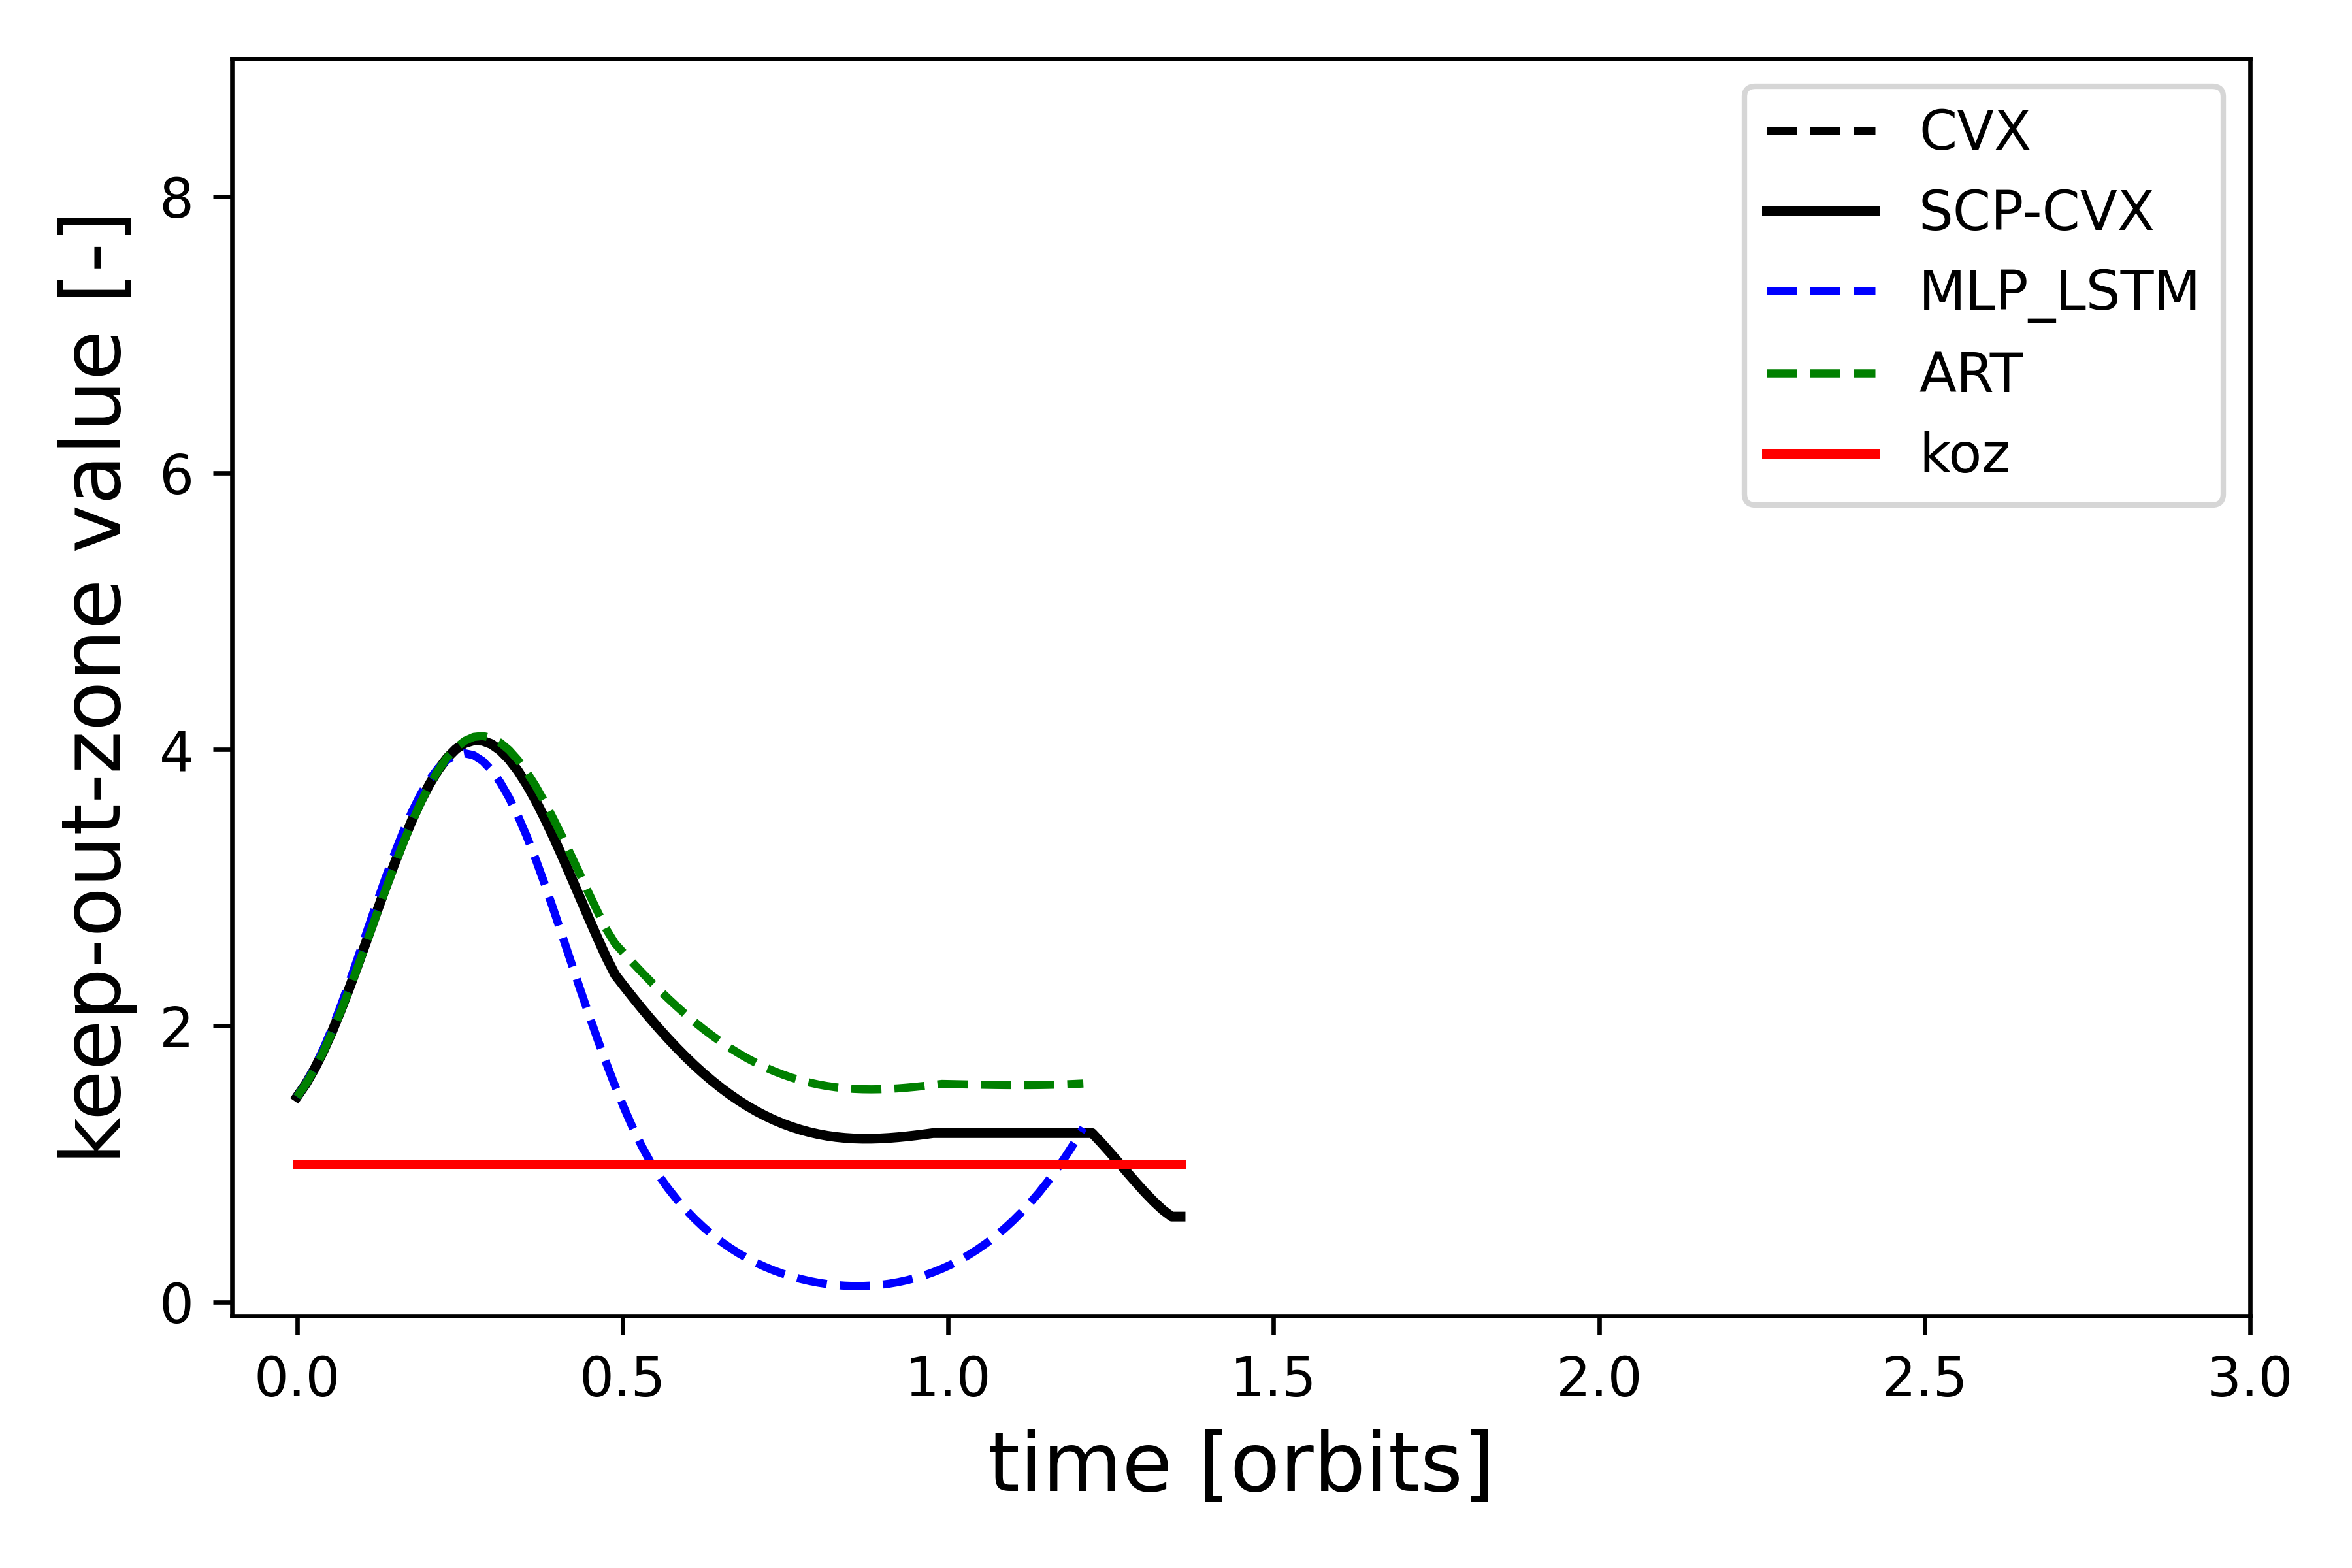 keep-out-zone value [-]
8
6
4
2
0
0.0 0.5 1.0 1.5 2.0 2.5 3.0
time [orbits]
CVX
SCP-CVX
MLP_LSTM
ART
koz